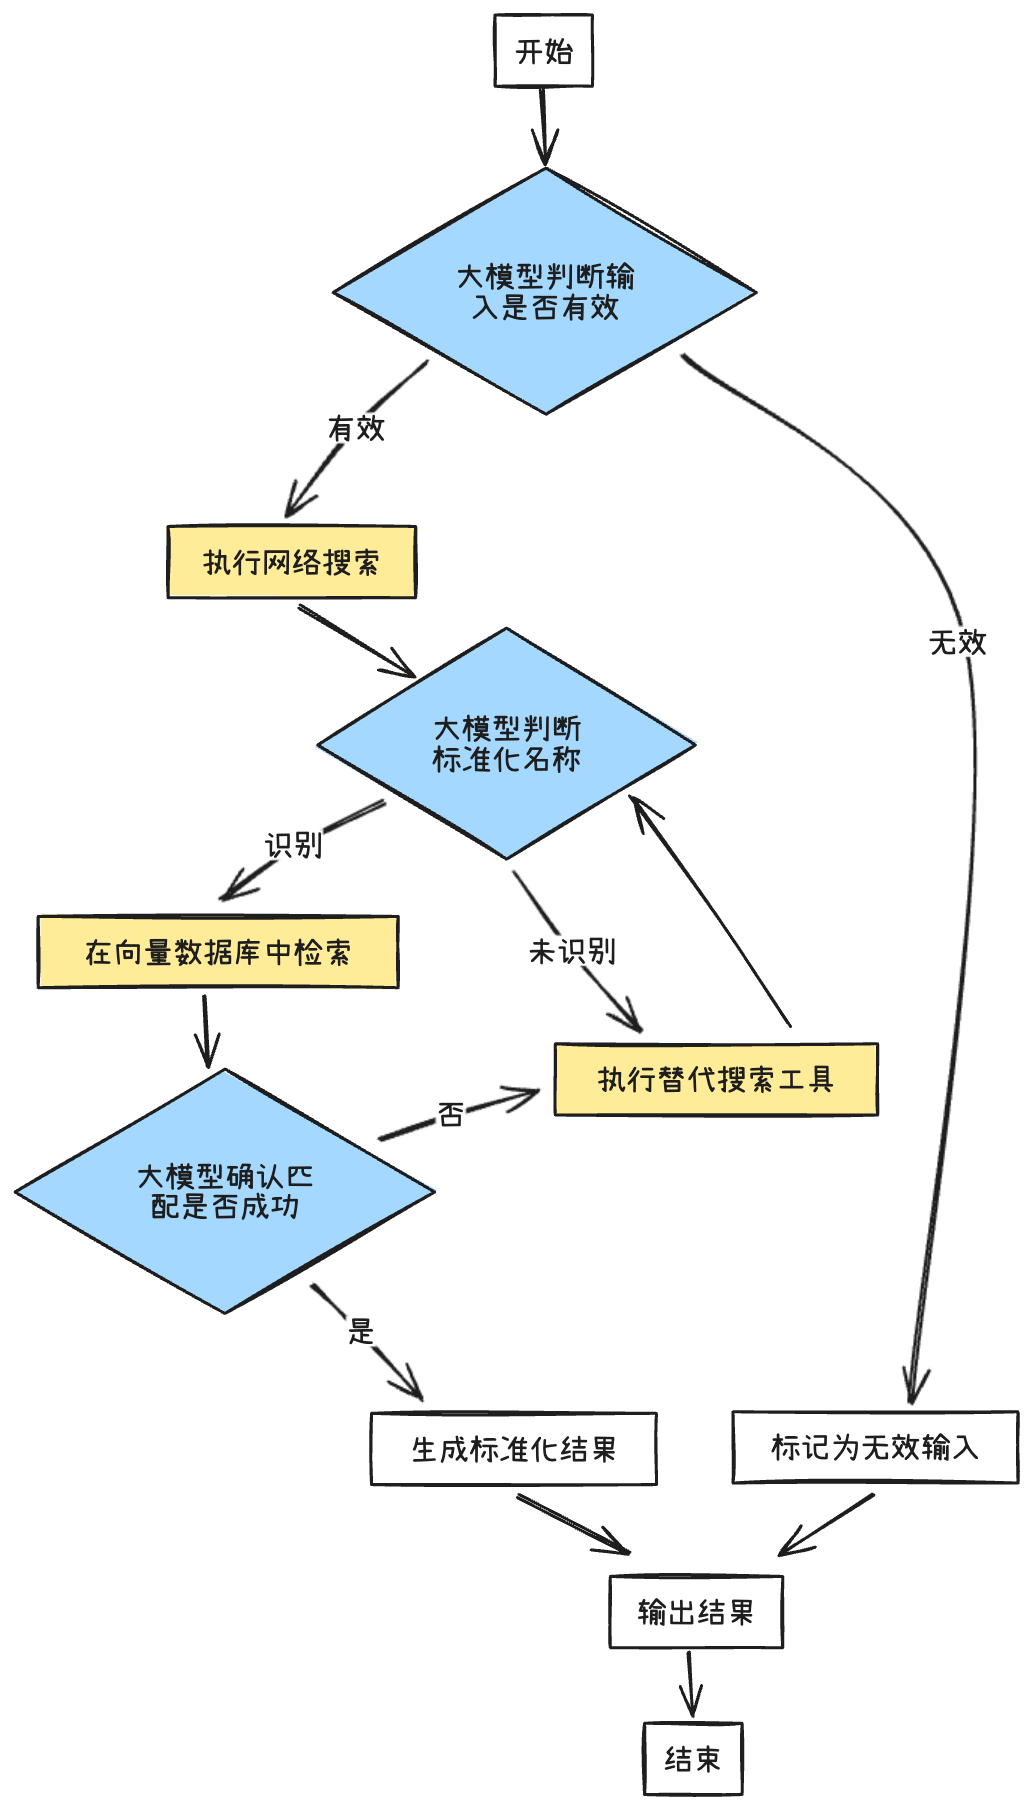 开始
大模型判断输
入是否有效
有效
执行网络搜索
无效
大模型判断
标准化名称
识别
在向量数据库中检索
未识别
执行替代搜索工具
否
大模型确认匹
配是否成功
是
生成标准化结果
标记为无效输入
输出结果
结束